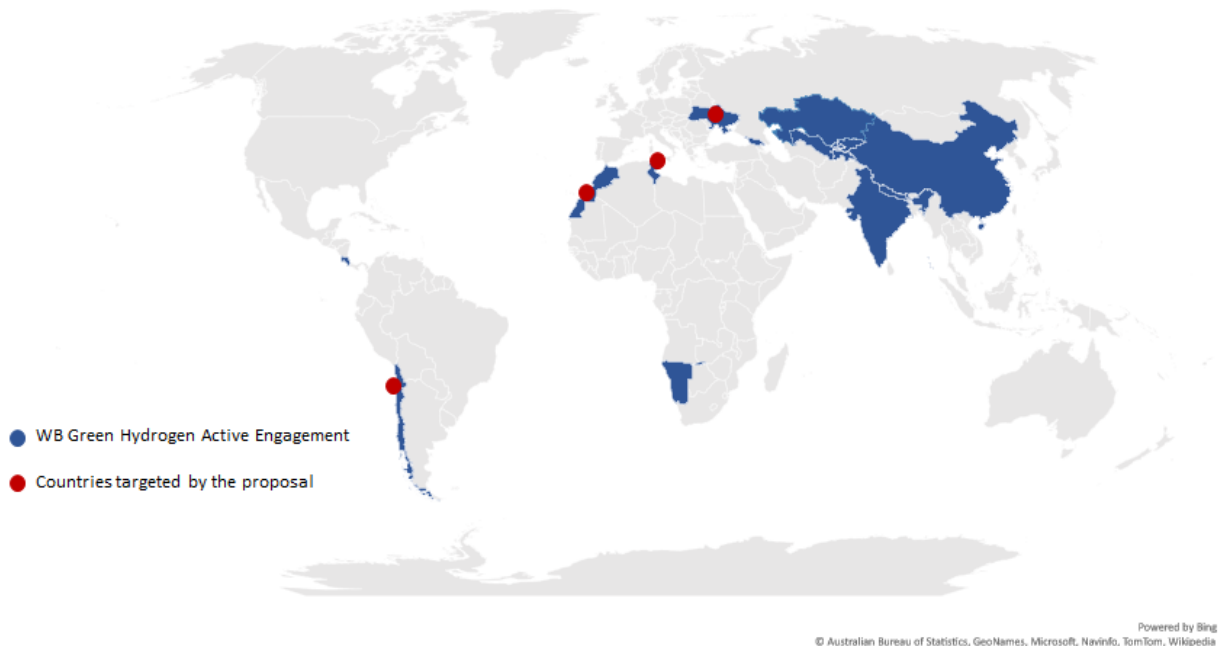 WB Green Hydrogen Active Engagement
Countries targeted by the proposal
Powered by Bing
© Australian Bureau of Statistics, GeoNames, Microsoft, Navinfo, TomTom, Wikipedia